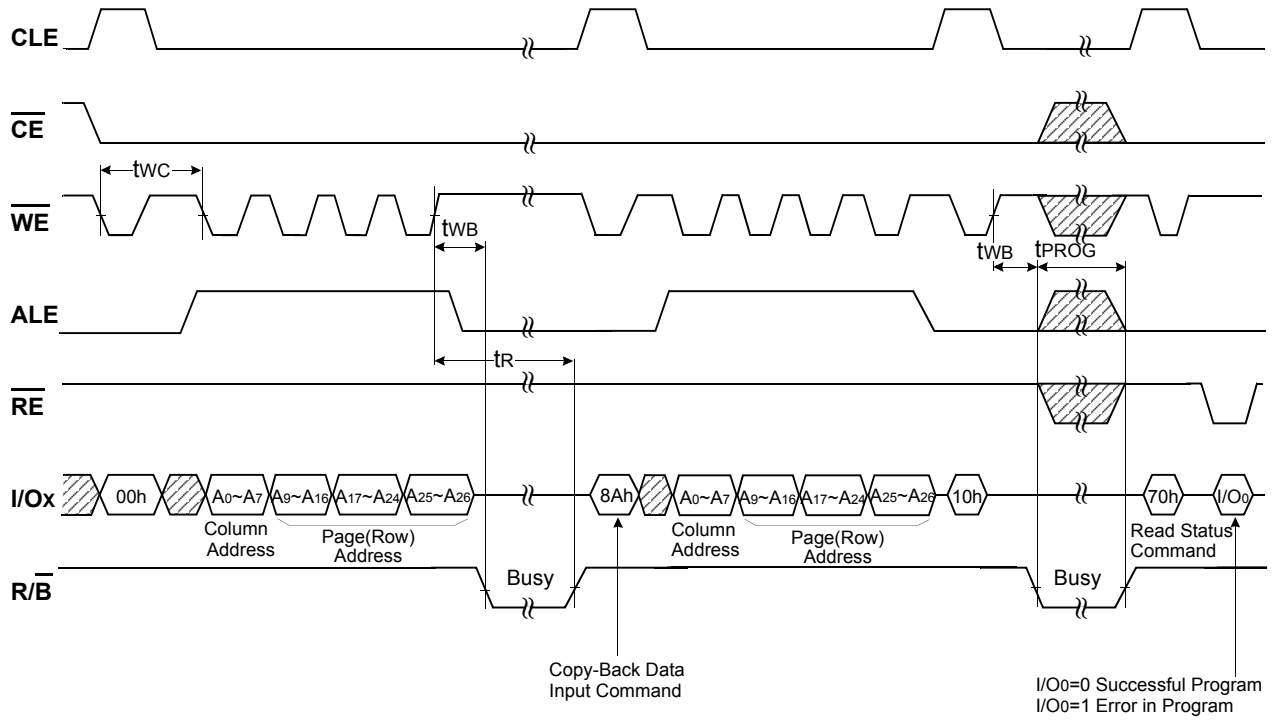 CLE
CE
tWC
WE
tWB
tWB
tPROG
ALE
tR
RE
I/Ox
00h
A0~A7
A9~A16
A17~A24
A25~A26
8Ah
A0~A7
A9~A16
A17~A24
A25~A26
10h
70h
I/O0
Column
Address
Page(Row)
Address
Column
Address
Page(Row)
Address
Read Status
Command
R/B
Busy
Busy
Copy-Back Data
Input Command
I/O0=0 Successful Program
I/O0=1 Error in Program